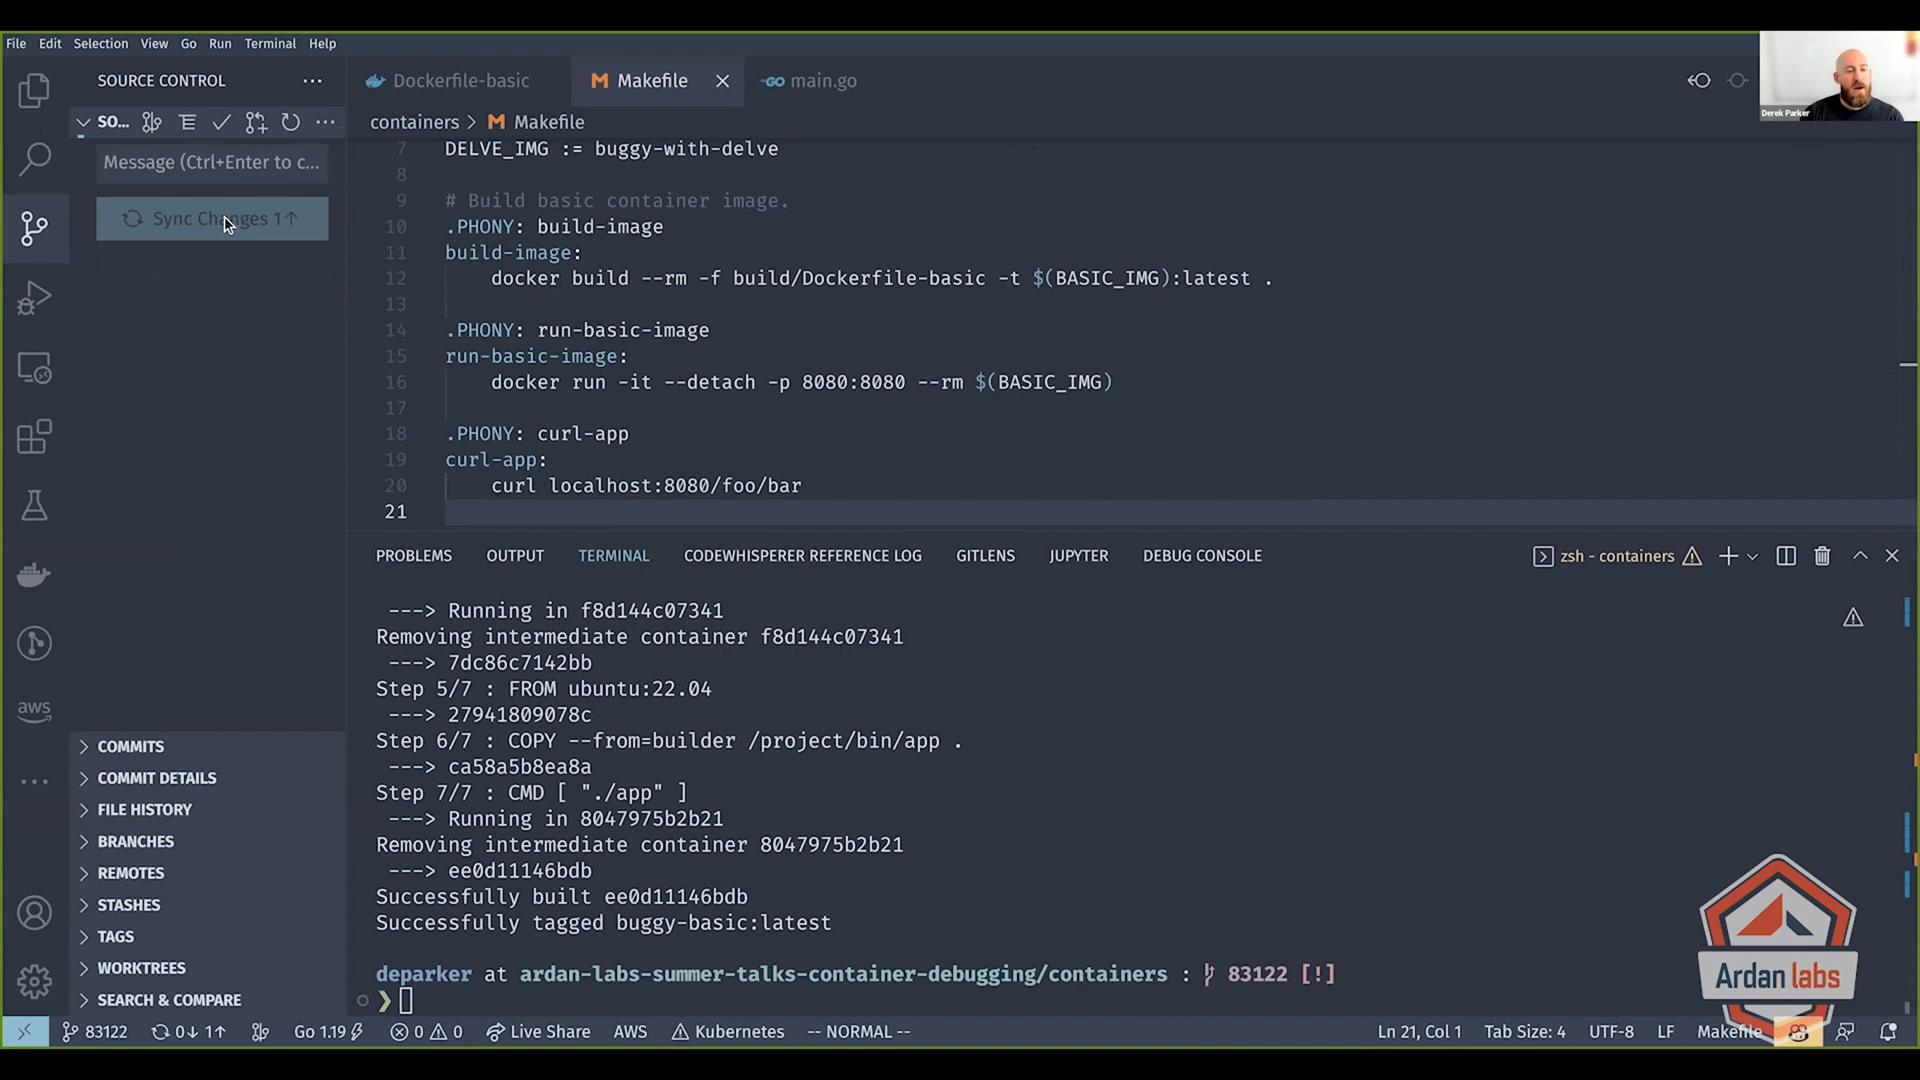 File Edit Selection View Go Run Terminal Help
SOURCE CONTROL
SO...
Message (Ctrl+Enter to c...
Sync Changes 1↑
Dockerfile-basic
Makefile
main.go
containers > Makefile
Derek Parker
7 DELVE_IMG := buggy-with-delve
8
9 # Build basic container image.
10 .PHONY: build-image
11 build-image:
12 docker build --rm -f build/Dockerfile-basic -t $(BASIC_IMG):latest .
13
14 .PHONY: run-basic-image
15 run-basic-image:
16 docker run -it --detach -p 8080:8080 --rm $(BASIC_IMG)
17
18 .PHONY: curl-app
19 curl-app:
20 curl localhost:8080/foo/bar
21
PROBLEMS OUTPUT TERMINAL CODEWHISPERER REFERENCE LOG GITLENS JUPYTER DEBUG CONSOLE
zsh - containers
---> Running in f8d144c07341
Removing intermediate container f8d144c07341
---> 7dc86c7142bb
Step 5/7 : FROM ubuntu:22.04
---> 27941809078c
Step 6/7 : COPY --from=builder /project/bin/app .
---> ca58a5b8ea8a
Step 7/7 : CMD [ "./app" ]
---> Running in 8047975b2b21
Removing intermediate container 8047975b2b21
---> ee0d11146bdb
Successfully built ee0d11146bdb
Successfully tagged buggy-basic:latest
deparker at ardan-labs-summer-talks-container-debugging/containers : 83122 [!]
❯
aws
COMMITS
COMMIT DETAILS
FILE HISTORY
BRANCHES
REMOTES
STASHES
TAGS
WORKTREES
SEARCH & COMPARE
Ardan labs
83122 0↓ 1↑ Go 1.19 0 0 Live Share AWS Kubernetes -- NORMAL --
Ln 21, Col 1 Tab Size: 4 UTF-8 LF Makefile